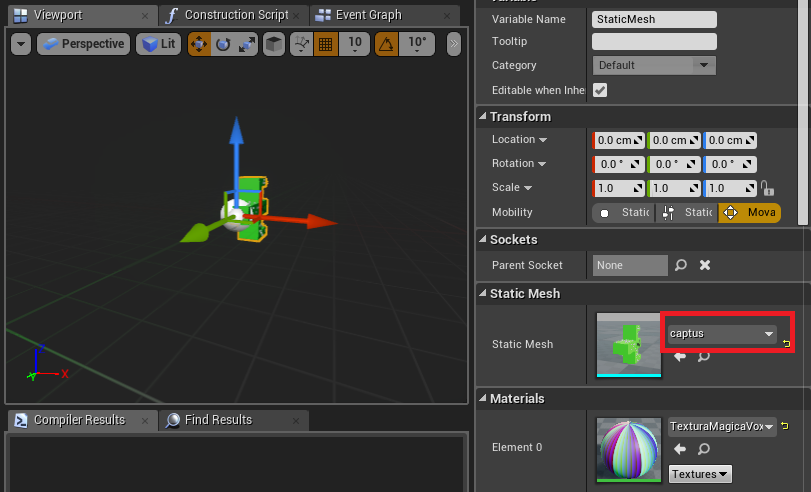 Viewport
Construction Script
Event Graph
Perspective
Lit
10
10°
X
Y
Compiler Results
Find Results
Variable Name
StaticMesh
Tooltip
Category
Default
Editable when Inhe
Transform
Location
0.0 cm
0.0 cm
0.0 cm
Rotation
0.0 °
0.0 °
0.0 °
Scale
1.0
1.0
1.0
Mobility
Static
Static
Mova
Sockets
Parent Socket
None
Static Mesh
Static Mesh
captus
Materials
Element 0
TexturaMagicaVox
Textures